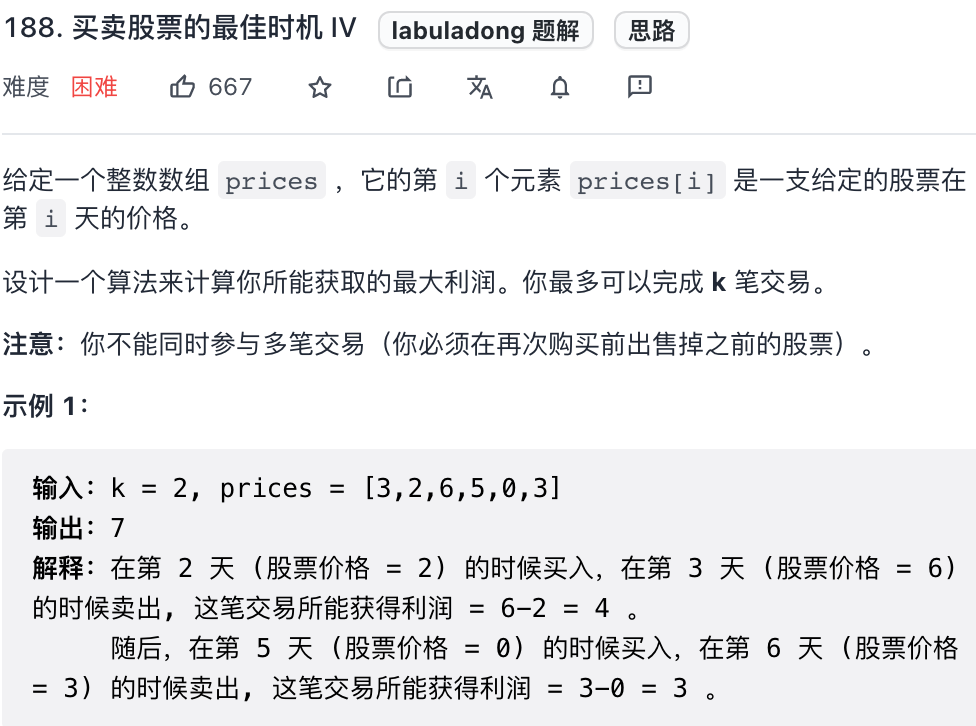 188. 买卖股票的最佳时机 IV labuladong 题解 思路
难度 困难 667
给定一个整数数组 prices ，它的第 i 个元素 prices[i] 是一支给定的股票在
第 i 天的价格。
设计一个算法来计算你所能获取的最大利润。你最多可以完成 k 笔交易。
注意：你不能同时参与多笔交易（你必须在再次购买前出售掉之前的股票）。
示例 1：
输入：k = 2, prices = [3,2,6,5,0,3]
输出：7
解释：在第 2 天 (股票价格 = 2) 的时候买入，在第 3 天 (股票价格 = 6)
的时候卖出, 这笔交易所能获得利润 = 6-2 = 4 。
随后，在第 5 天 (股票价格 = 0) 的时候买入，在第 6 天 (股票价格
= 3) 的时候卖出, 这笔交易所能获得利润 = 3-0 = 3 。